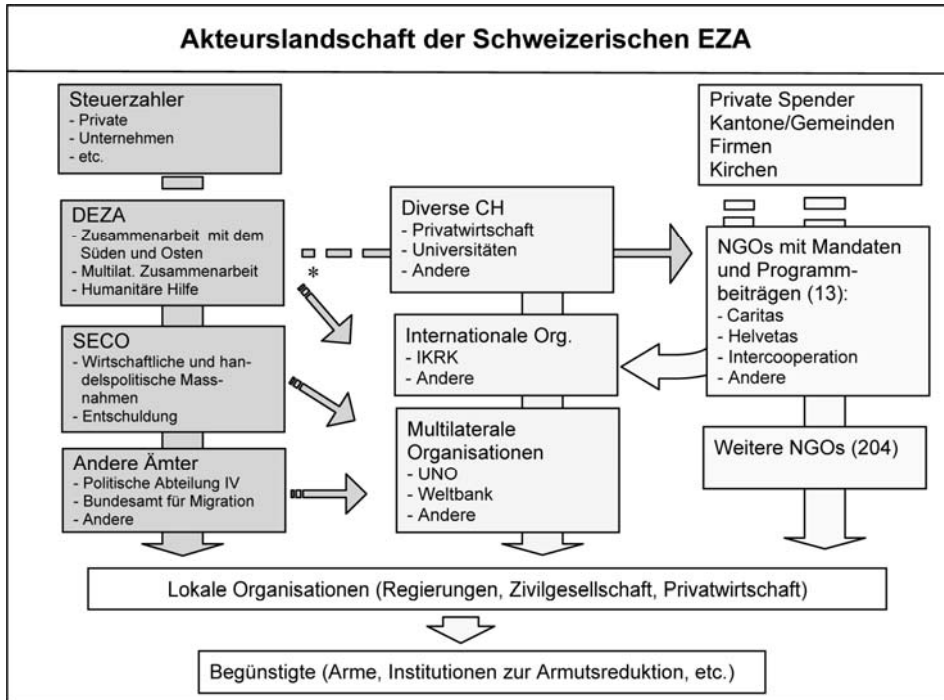 Akteurslandschaft der Schweizerischen EZA
Steuerzahler
- Private
- Unternehmen
- etc.
DEZA
- Zusammenarbeit mit dem
Süden und Osten
- Multilat. Zusammenarbeit
- Humanitäre Hilfe
SECO
- Wirtschaftliche und han-
delspolitische Mass-
nahmen
- Entschuldung
Andere Ämter
- Politische Abteilung IV
- Bundesamt für Migration
- Andere
*
Diverse CH
- Privatwirtschaft
- Universitäten
- Andere
Internationale Org.
- IKRK
- Andere
Multilaterale
Organisationen
- UNO
- Weltbank
- Andere
Private Spender
Kantone/Gemeinden
Firmen
Kirchen
NGOs mit Mandaten
und Programm-
beiträgen (13):
- Caritas
- Helvetas
- Intercooperation
- Andere
Weitere NGOs (204)
Lokale Organisationen (Regierungen, Zivilgesellschaft, Privatwirtschaft)
Begünstigte (Arme, Institutionen zur Armutsreduktion, etc.)